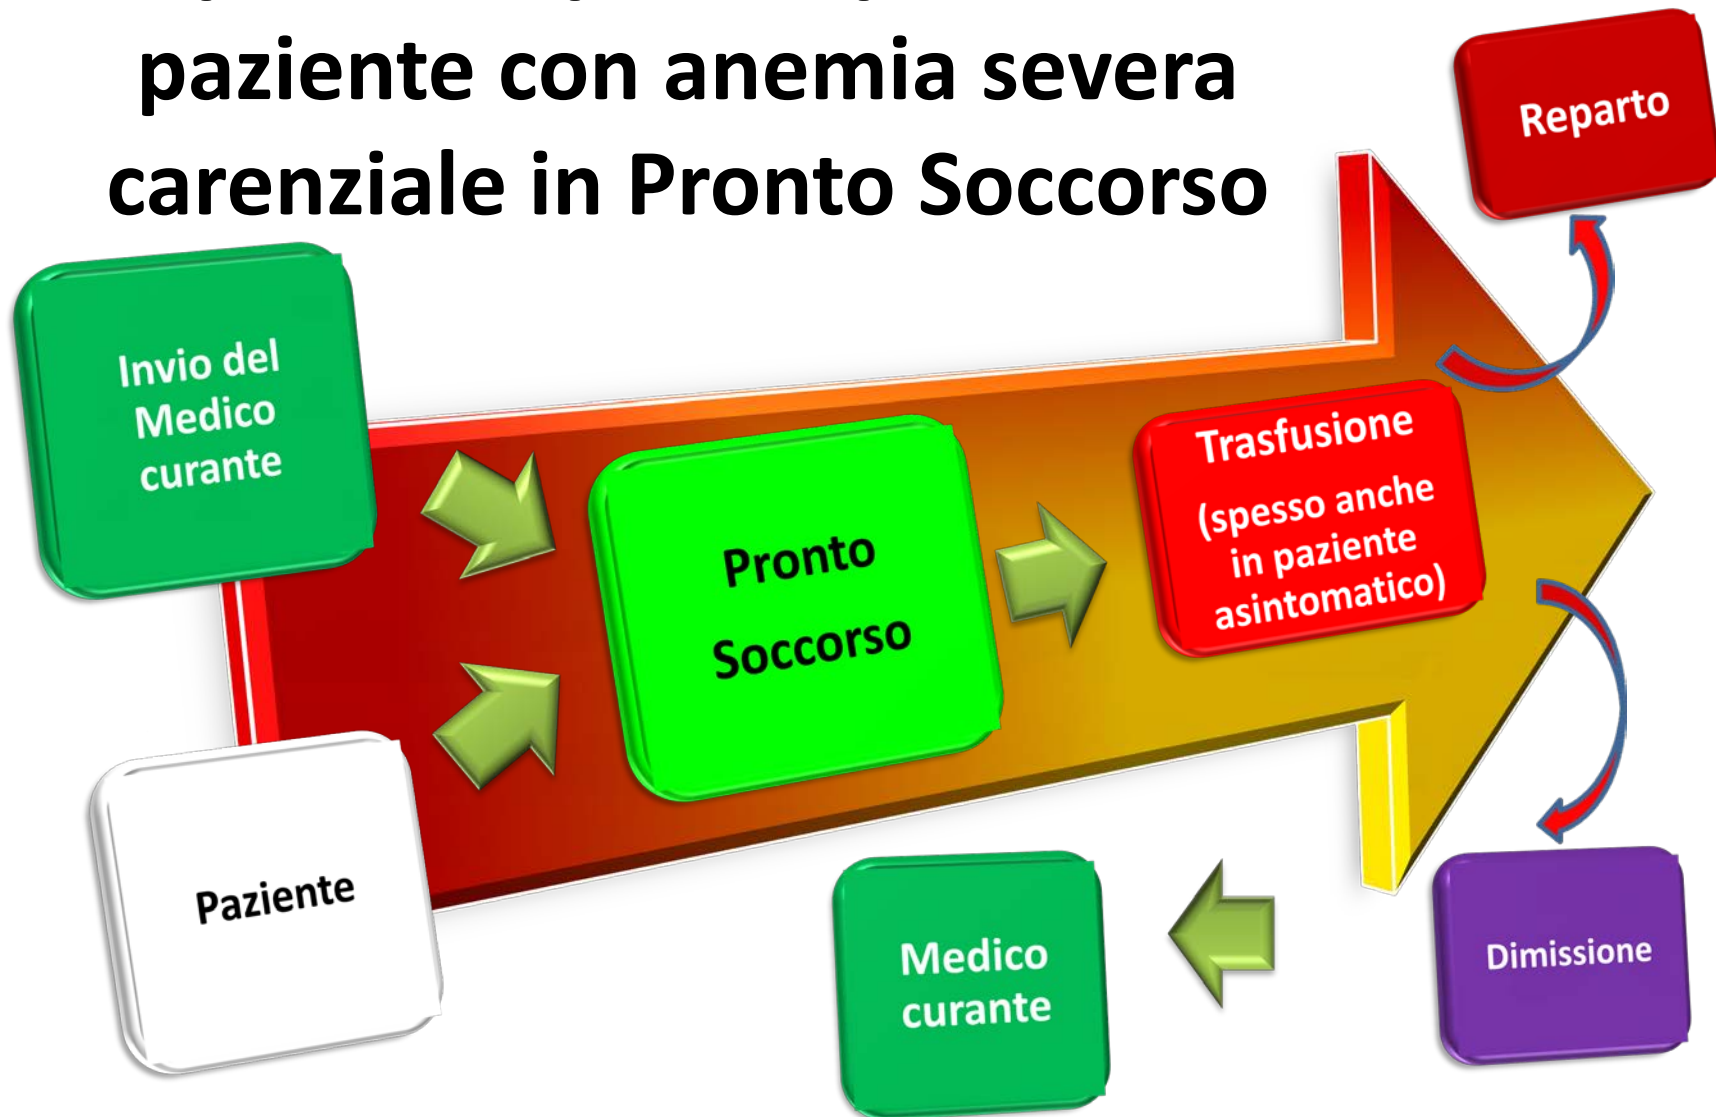 paziente con anemia severa
carenziale in Pronto Soccorso
Reparto
Invio del
Medico
curante
Pronto
Soccorso
Trasfusione
(spesso anche
in paziente
asintomatico)
Paziente
Medico
curante
Dimissione